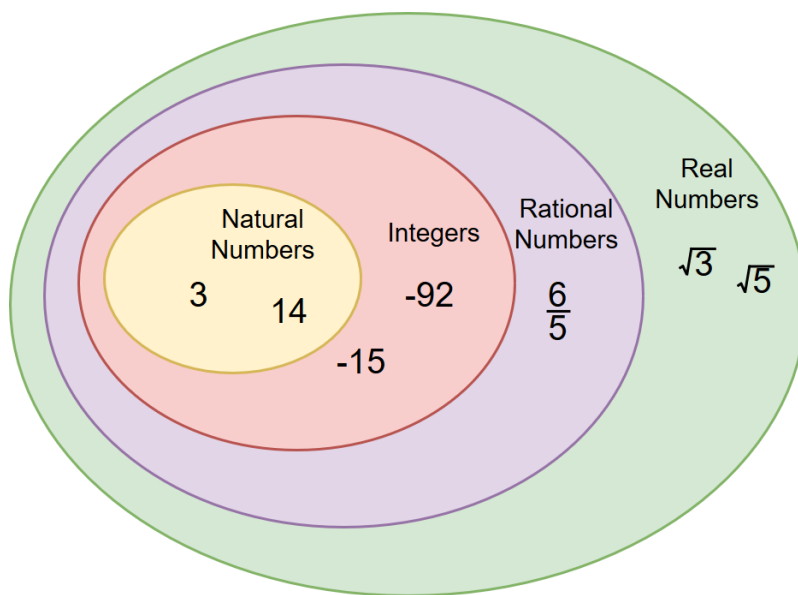 Natural
Numbers
3
14
-15
Integers
-92
Rational
Numbers
6
5
Real
Numbers
√3
√5